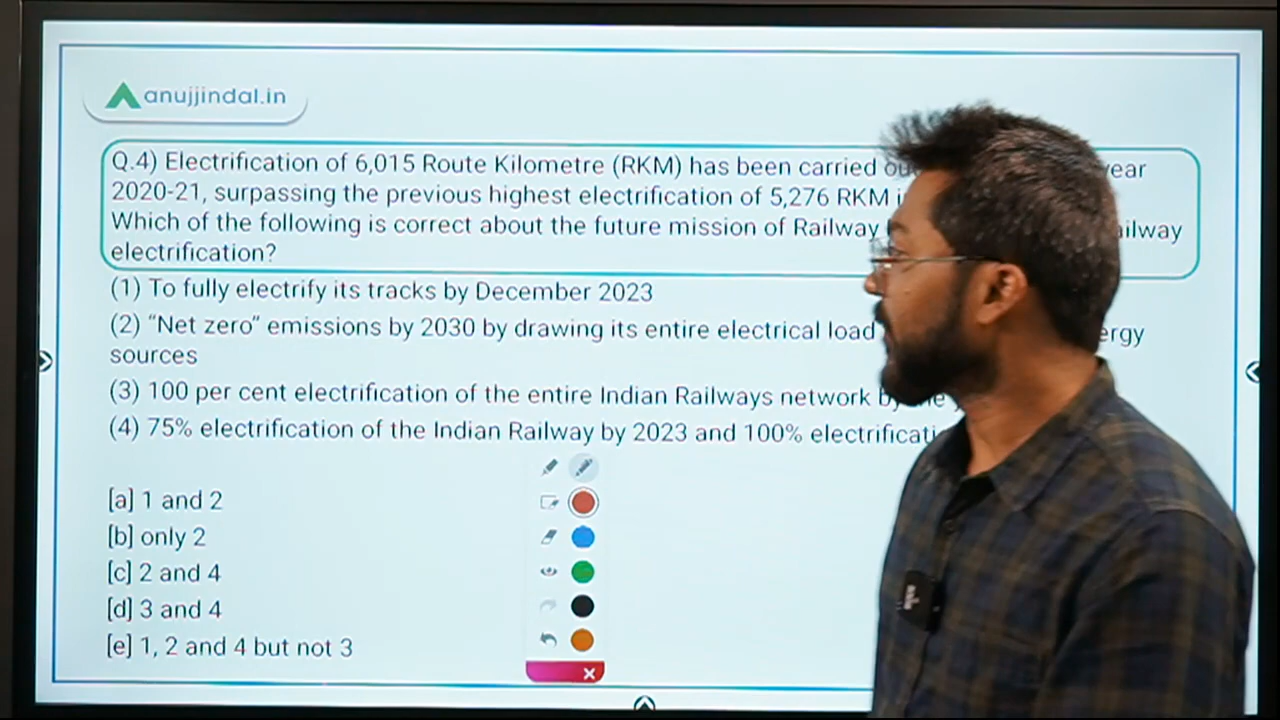 anujjindal.in
Q.4) Electrification of 6,015 Route Kilometre (RKM) has been carried year
2020-21, surpassing the previous highest electrification of 5,276 RKM
Which of the following is correct about the future mission of Railway
electrification?
(1) To fully electrify its tracks by December 2023
(2) “Net zero” emissions by 2030 by drawing its entire electrical load
sources
(3) 100 per cent electrification of the entire Indian Railways network
(4) 75% electrification of the Indian Railway by 2023 and 100%
[a] 1 and 2
[b] only 2
[c] 2 and 4
[d] 3 and 4
[e] 1, 2 and 4 but not 3